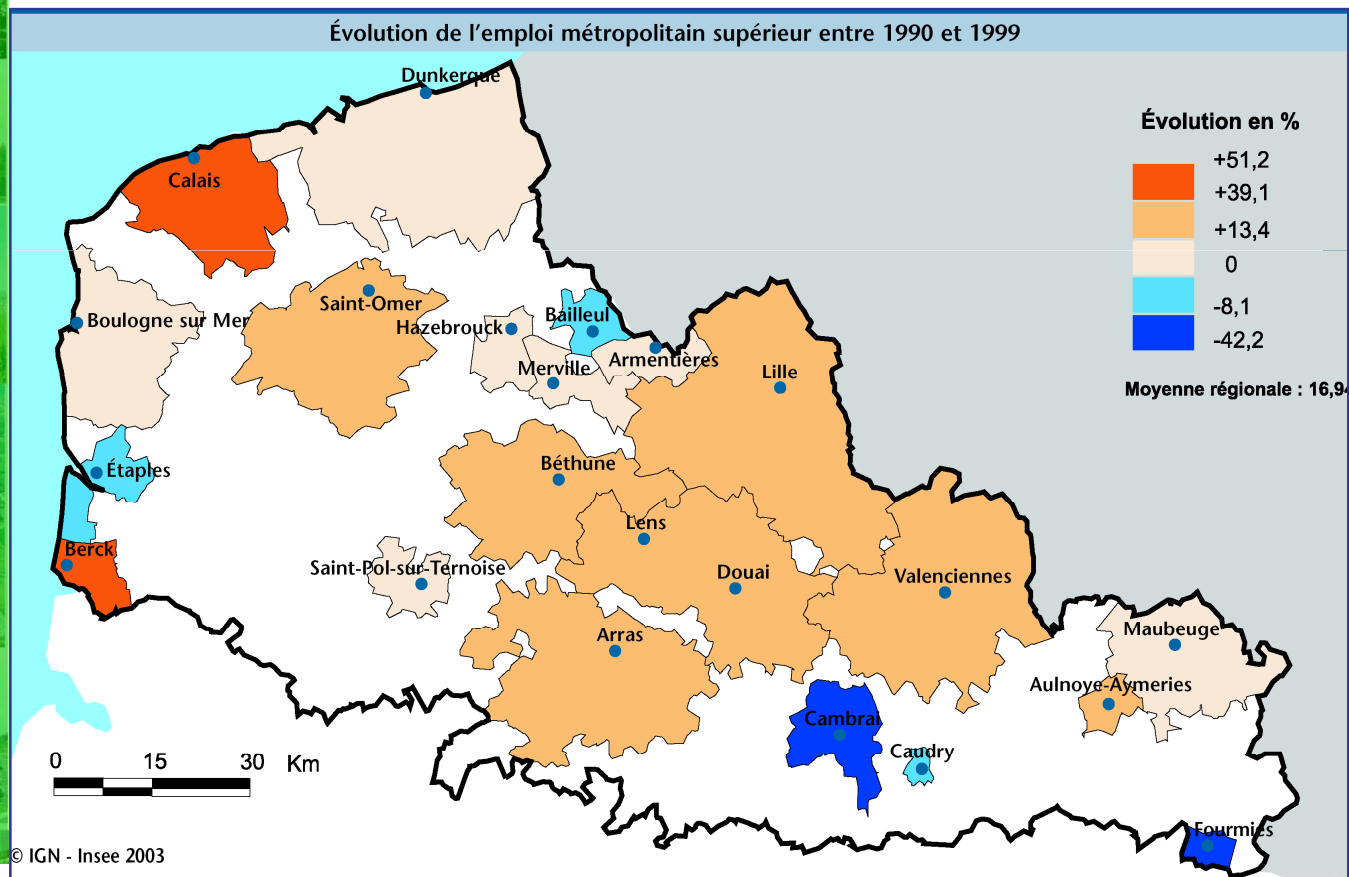 Évolution de l'emploi métropolitain supérieur entre 1990 et 1999
Dunkerque
Évolution en %
+51,2
+39,1
+13,4
0
-8,1
-42,2
Moyenne régionale : 16,94
Calais
Saint-Omer
Boulogne sur Mer
Hazebrouck
Bailleul
Merville
Armentières
Lille
Étaples
Béthune
Lens
Berck
Saint-Pol-sur-Ternoise
Douai
Valenciennes
Arras
Maubeuge
Aulnoye-Aymeries
Cambrai
Caudry
0 15 30 Km
Fourmies
© IGN - Insee 2003